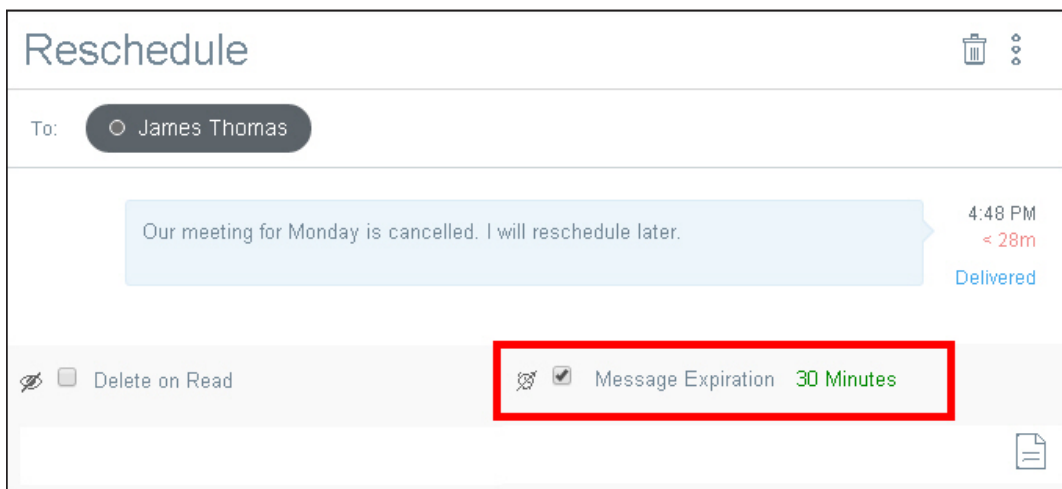 Reschedule
To: James Thomas
Our meeting for Monday is cancelled. I will reschedule later.
4:48 PM
< 28m
Delivered
Delete on Read
Message Expiration 30 Minutes